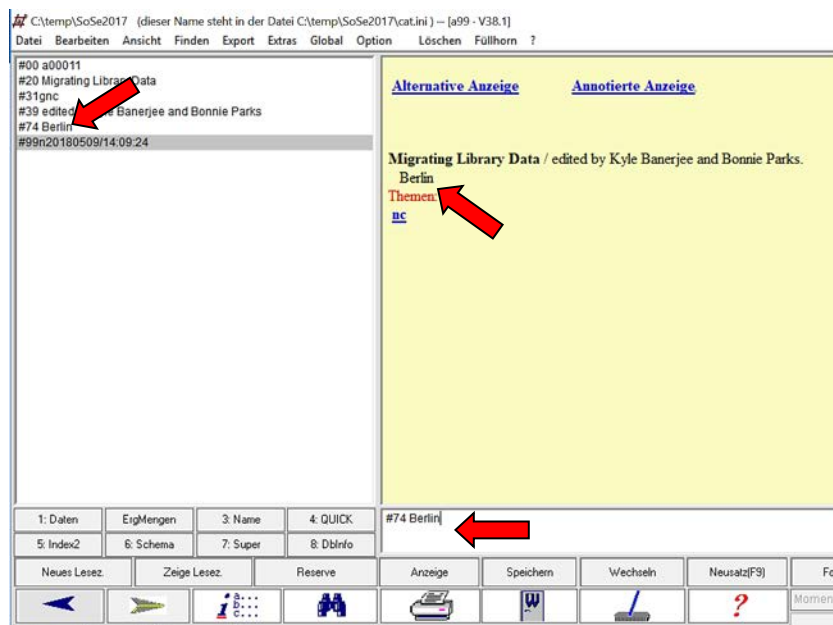 C:\temp\SoSe2017 (dieser Name steht in der Datei C:\temp\SoSe2017\cat.ini ) -- [a99 - V38.1]
Datei Bearbeiten Ansicht Finden Export Extras Global Option Löschen Füllhorn ?
#00 a00011
#20 Migrating Library Data
#31gnc
#39 edited Banerjee and Bonnie Parks
#74 Berlin
#99n20180509/14:09:24
Alternative Anzeige Annotierte Anzeige
Migrating Library Data / edited by Kyle Banerjee and Bonnie Parks.
Berlin
Themen:
nc
#74 Berlin
1: Daten ErgMengen 3: Name 4: QUICK
5: Index2 6: Schema 7: Super 8: DbInfo
Neues Lesez. Zeige Lesez. Reserve Anzeige Speichern Wechseln Neusatz(F9) Fo
Momen